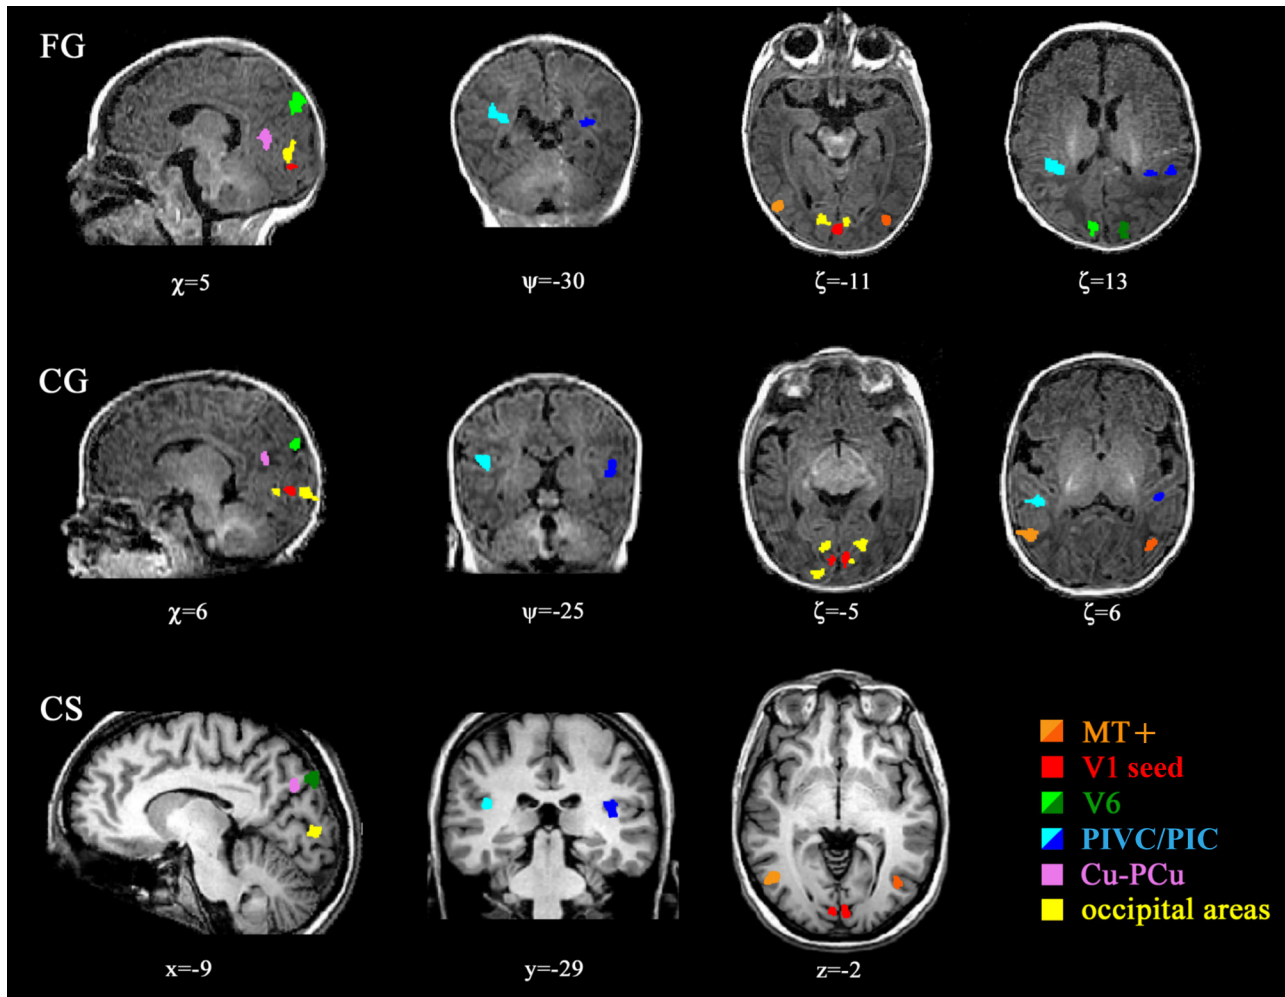 FG
χ=5
ψ=-30
ζ=-11
ζ=13
CG
χ=6
ψ=-25
ζ=-5
ζ=6
CS
x=-9
y=-29
z=-2
MT+
V1 seed
V6
PIVC/PIC
Cu-PCu
occipital areas